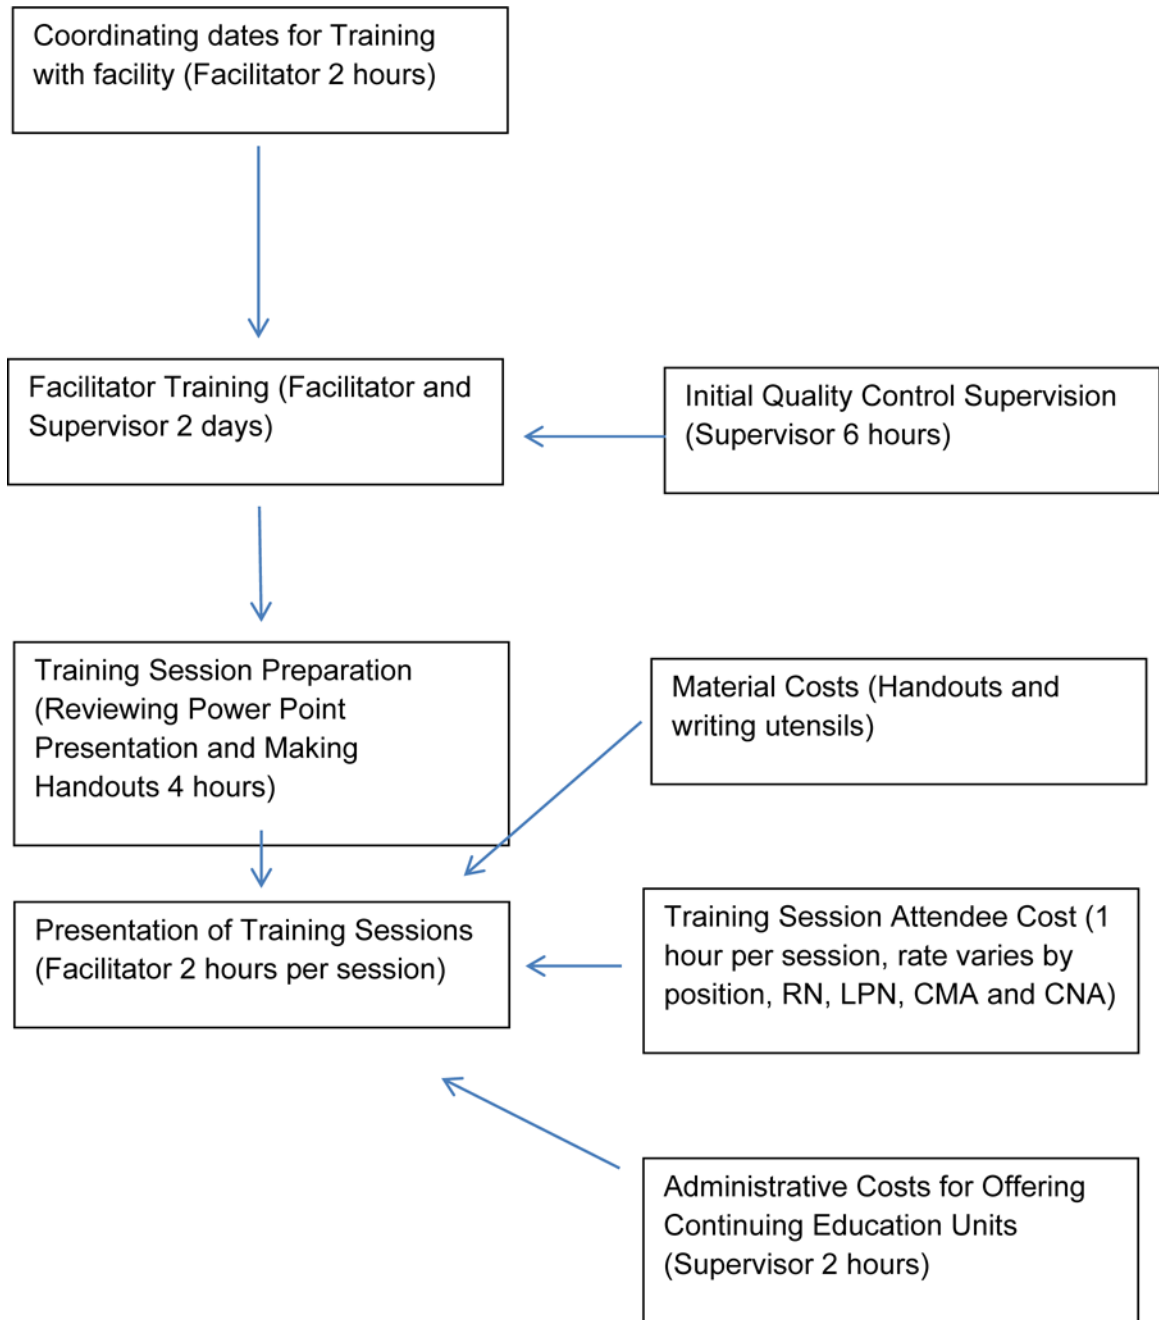 Coordinating dates for Training
with facility (Facilitator 2 hours)
Facilitator Training (Facilitator and
Supervisor 2 days)
Initial Quality Control Supervision
(Supervisor 6 hours)
Training Session Preparation
(Reviewing Power Point
Presentation and Making
Handouts 4 hours)
Material Costs (Handouts and
writing utensils)
Presentation of Training Sessions
(Facilitator 2 hours per session)
Training Session Attendee Cost (1
hour per session, rate varies by
position, RN, LPN, CMA and CNA)
Administrative Costs for Offering
Continuing Education Units
(Supervisor 2 hours)